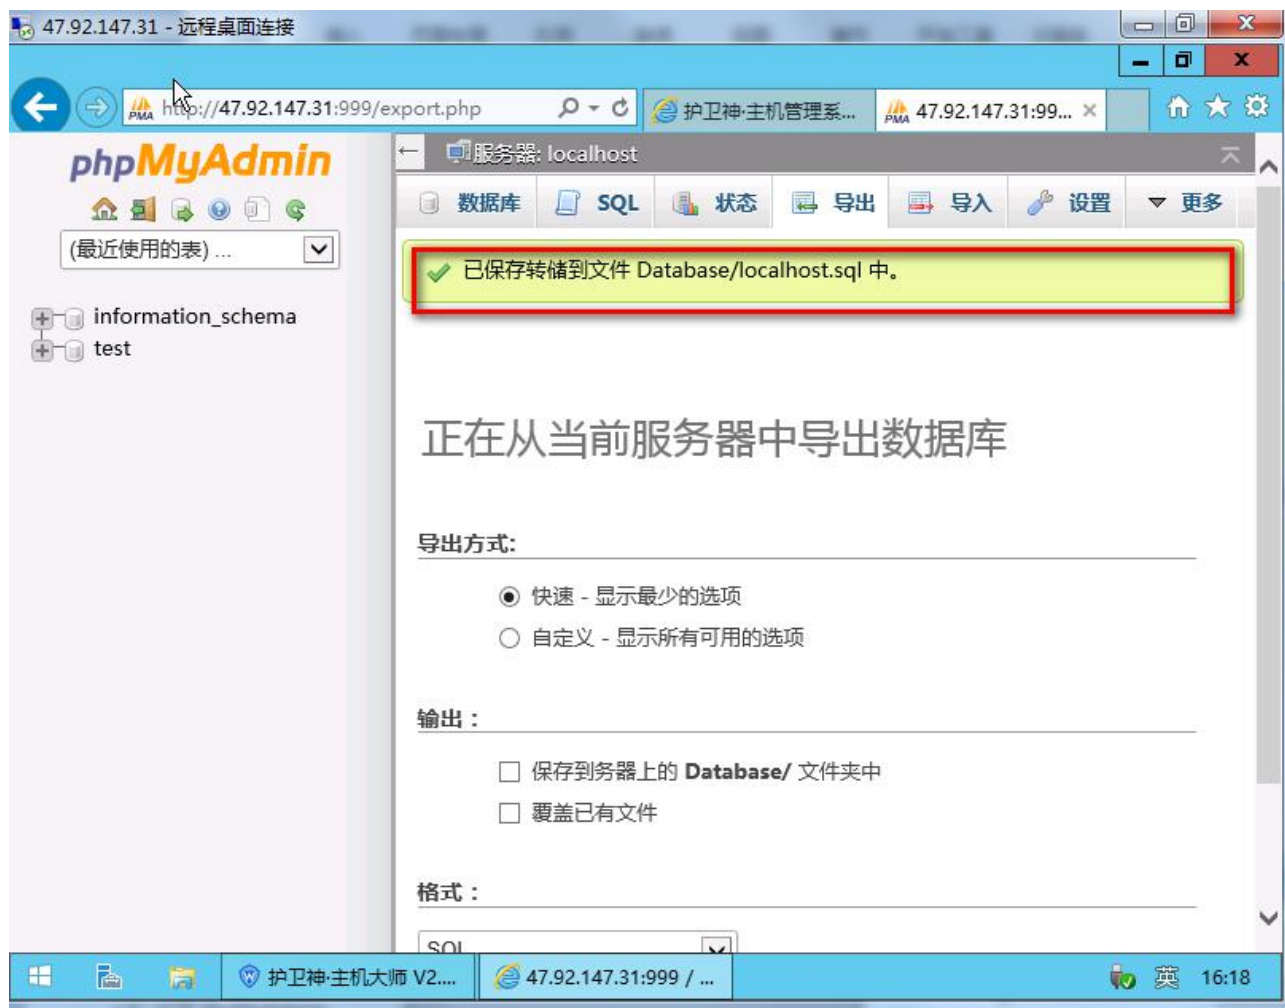 47.92.147.31 - 远程桌面连接
http://47.92.147.31:999/export.php
护卫神·主机管理系...
PMA 47.92.147.31:99...
phpMyAdmin
(最近使用的表) ...
information_schema
test
服务器: localhost
数据库 SQL 状态 导出 导入 设置 更多
已保存转储到文件 Database/localhost.sql 中。
正在从当前服务器中导出数据库
导出方式:
快速 - 显示最少的选项
自定义 - 显示所有可用的选项
输出：
保存到务器上的 Database/ 文件夹中
覆盖已有文件
格式：
SQL
护卫神·主机大师 V2....
47.92.147.31:999 / ...
英 16:18